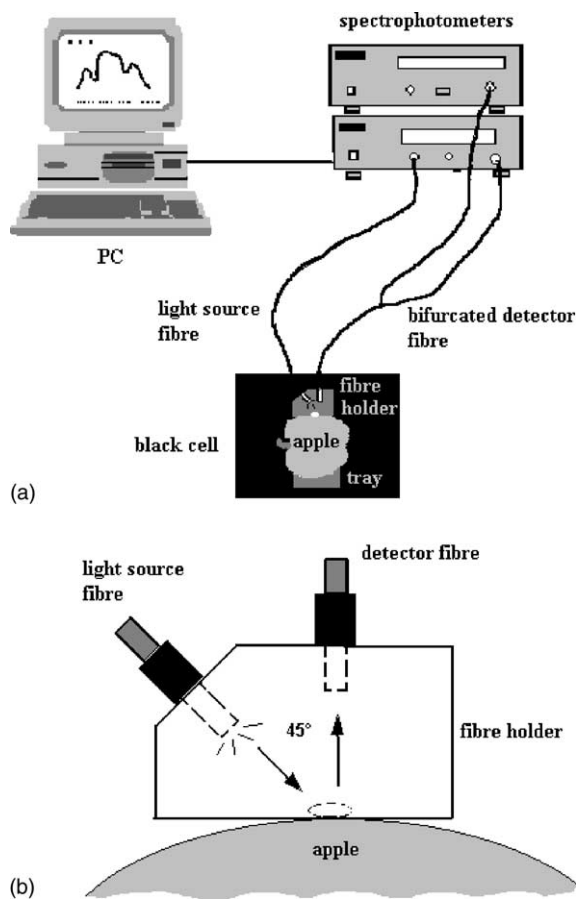 spectrophotometers
PC
light source
fibre
bifurcated detector
fibre
fibre
holder
apple
black cell
tray
(a)
detector fibre
light source
fibre
45°
fibre holder
apple
(b)